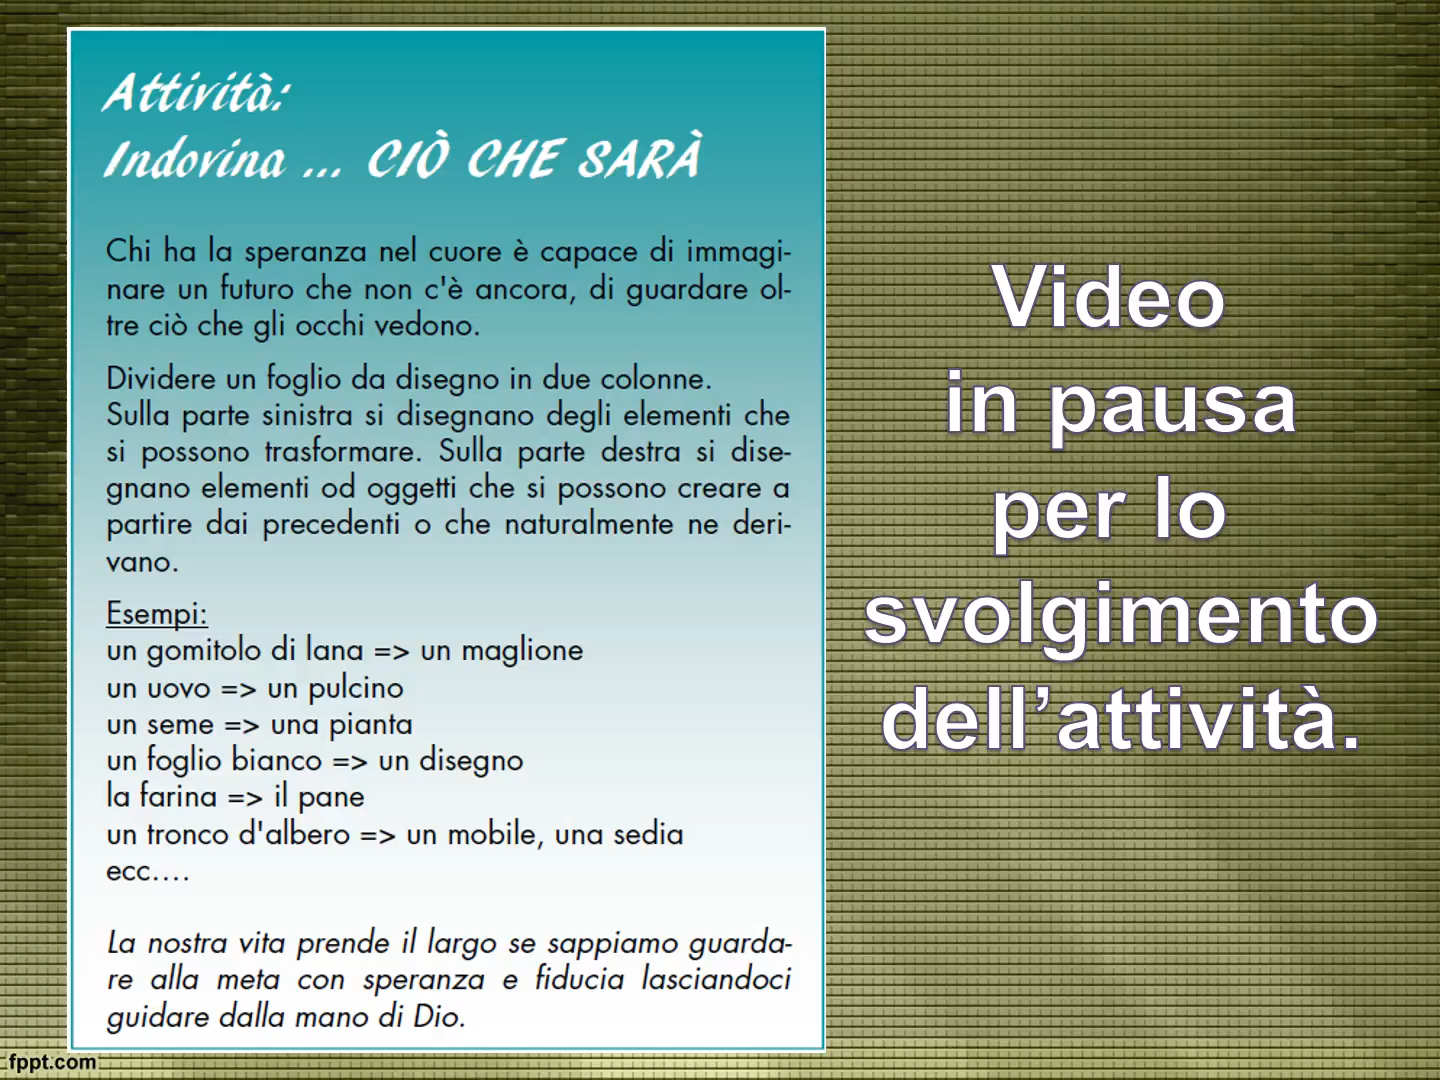 Attività:
Indovina ... CIÒ CHE SARÀ
Chi ha la speranza nel cuore è capace di immagi-
nare un futuro che non c'è ancora, di guardare ol-
tre ciò che gli occhi vedono.
Dividere un foglio da disegno in due colonne.
Sulla parte sinistra si disegnano degli elementi che
si possono trasformare. Sulla parte destra si dise-
gnano elementi od oggetti che si possono creare a
partire dai precedenti o che naturalmente ne deri-
vano.
Esempi:
un gomitolo di lana => un maglione
un uovo => un pulcino
un seme => una pianta
un foglio bianco => un disegno
la farina => il pane
un tronco d'albero => un mobile, una sedia
ecc....
La nostra vita prende il largo se sappiamo guarda-
re alla meta con speranza e fiducia lasciandoci
guidare dalla mano di Dio.
Video
in pausa
per lo
svolgimento
dell’attività.
fppt.com